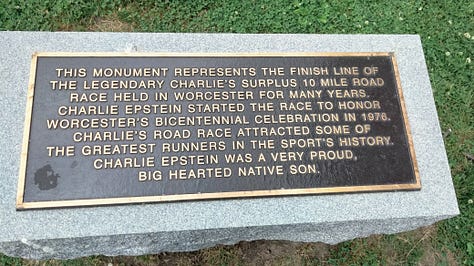 THIS MONUMENT REPRESENTS THE FINISH LINE OF
THE LEGENDARY CHARLIE'S SURPLUS 10 MILE ROAD
RACE HELD IN WORCESTER FOR MANY YEARS.
CHARLIE EPSTEIN STARTED THE RACE TO HONOR
WORCESTER'S BICENTENNIAL CELEBRATION IN 1976.
CHARLIE'S ROAD RACE ATTRACTED SOME OF
THE GREATEST RUNNERS IN THE SPORT'S HISTORY.
CHARLIE EPSTEIN WAS A VERY PROUD,
BIG HEARTED NATIVE SON.